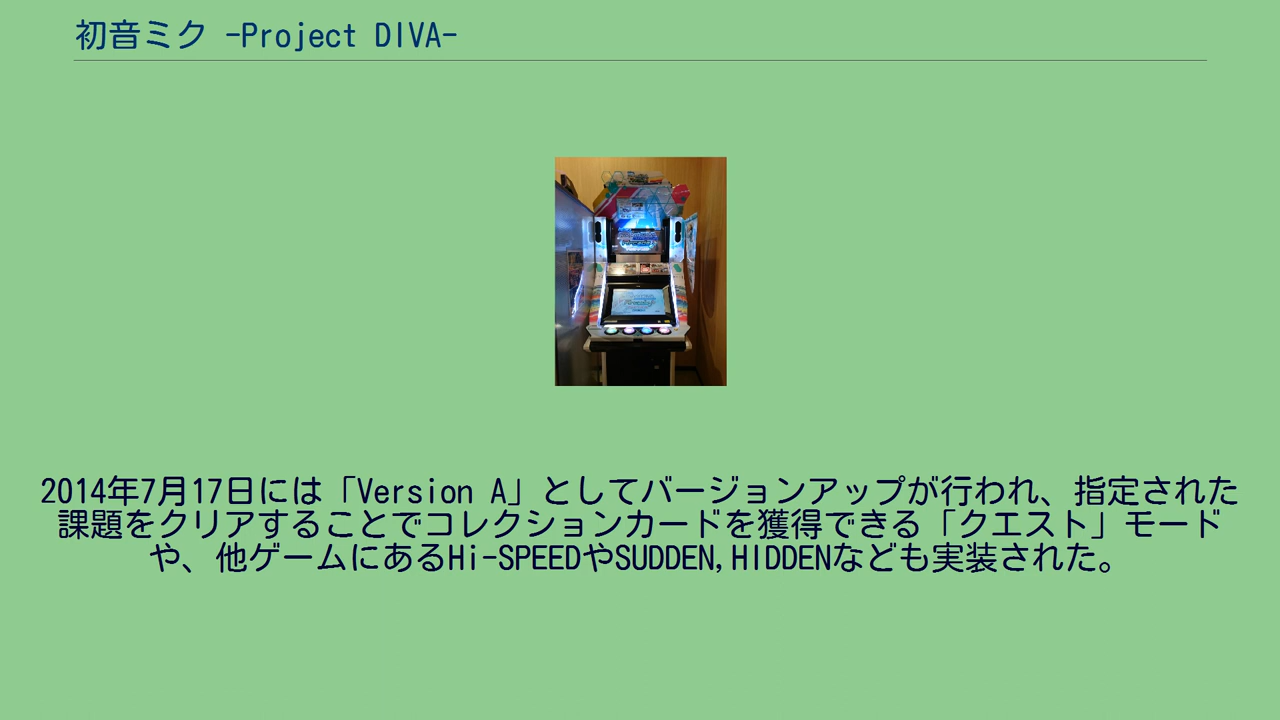 初音ミク -Project DIVA-
2014年7月17日には「Version A」としてバージョンアップが行われ、指定された
課題をクリアすることでコレクションカードを獲得できる「クエスト」モード
や、他ゲームにあるHi-SPEEDやSUDDEN,HIDDENなども実装された。